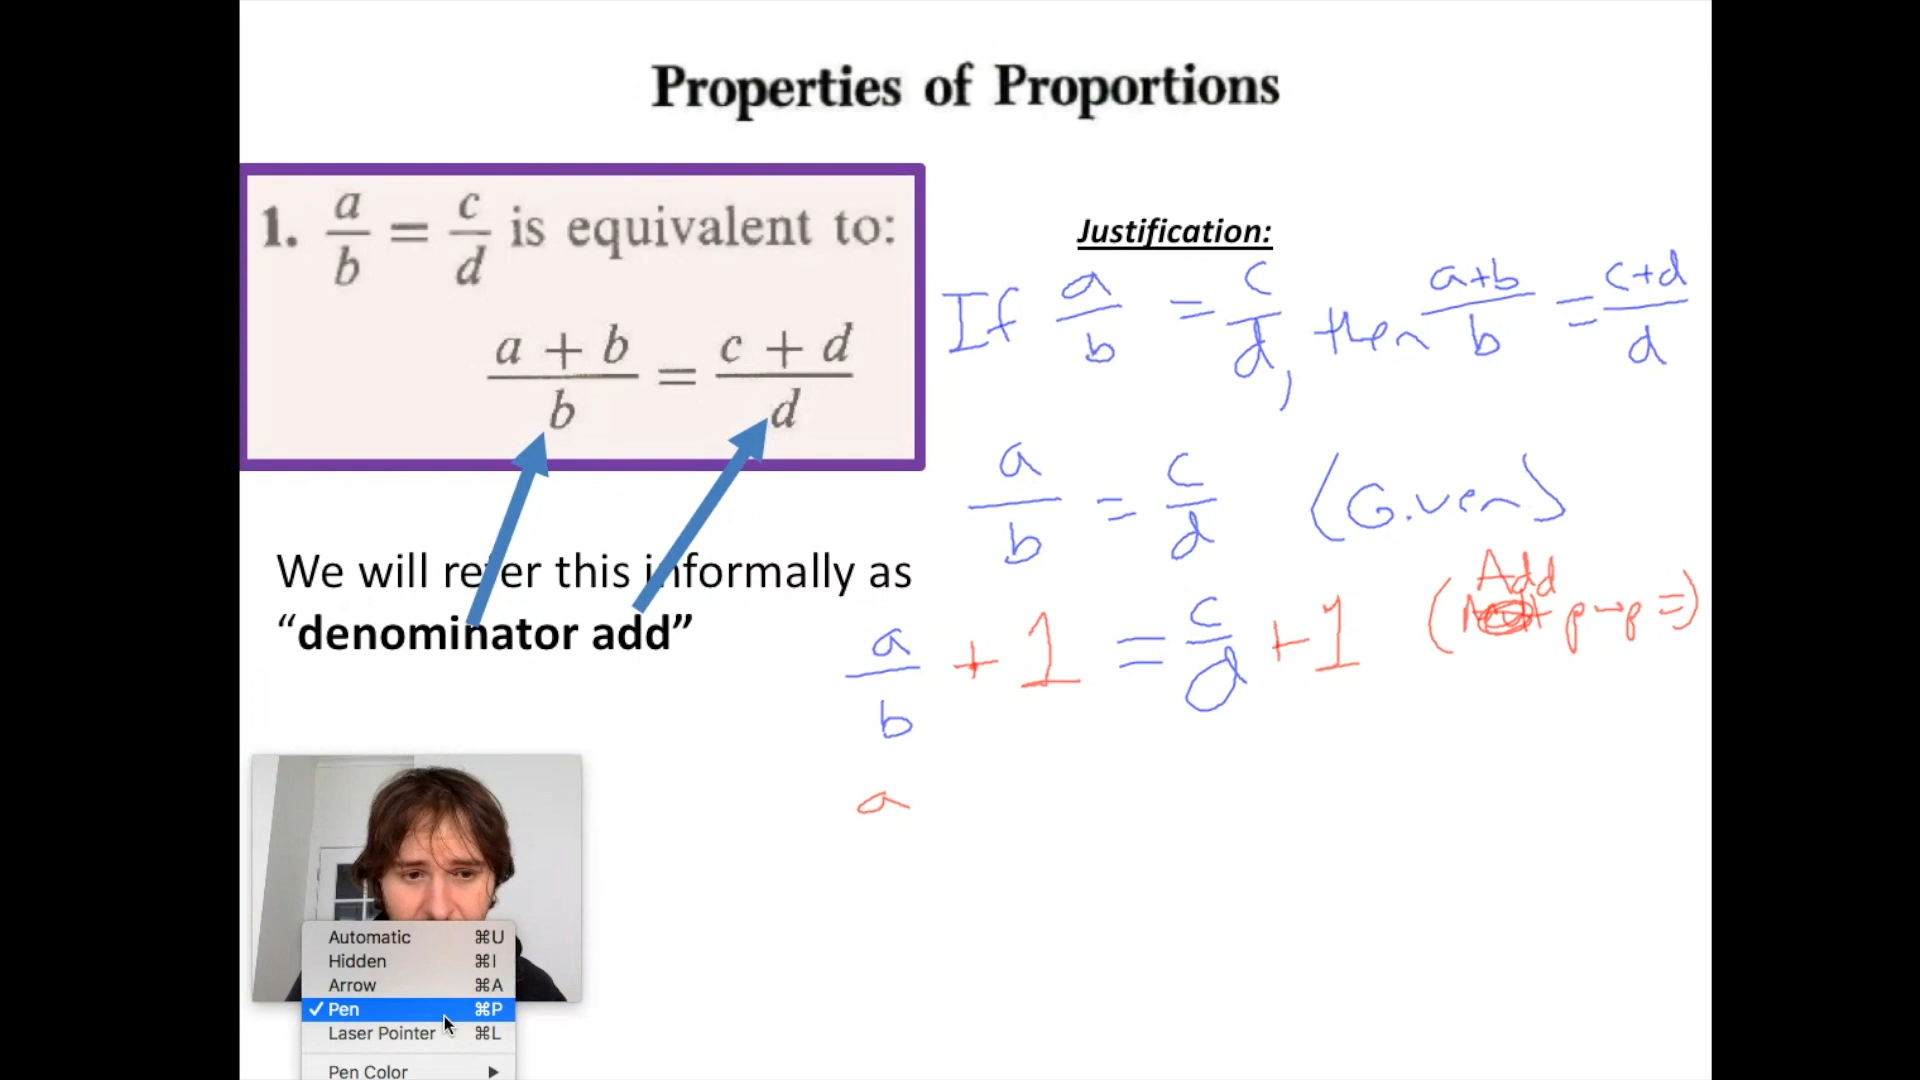 Properties of Proportions
1. a/b = c/d is equivalent to:
(a + b)/b = (c + d)/d
We will refer this informally as
“denominator add”
Justification:
If a/b = c/d, then (a+b)/b = (c+d)/d
a/b = c/d (Given)
a/b + 1 = c/d + 1 (Add prop =)
a
Automatic ⌘U
Hidden ⌘I
Arrow ⌘A
✓ Pen ⌘P
Laser Pointer ⌘L
Pen Color ▶